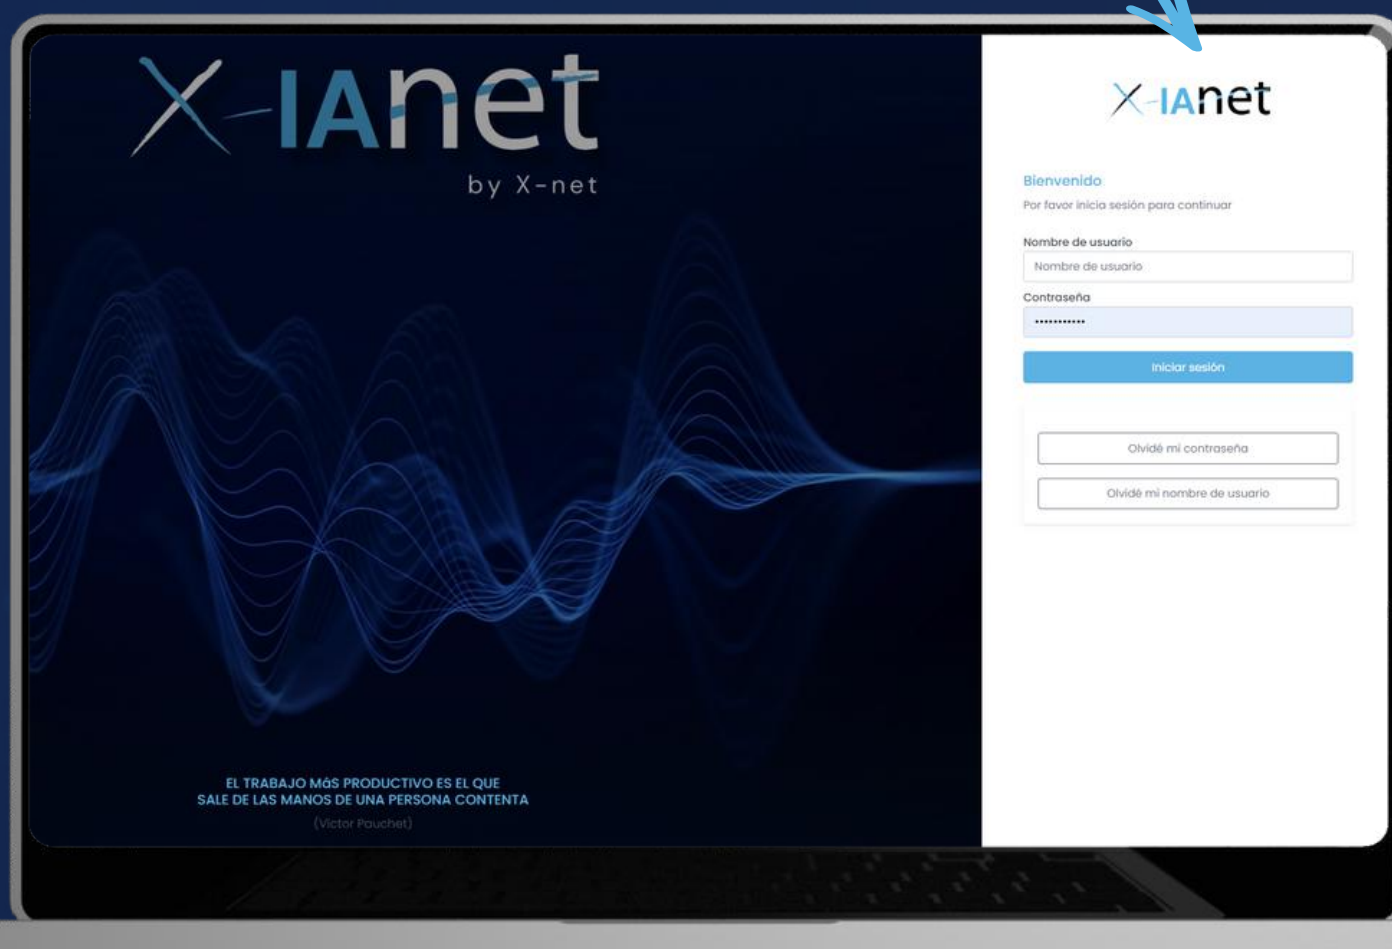 X-IAnet
by X-net
EL TRABAJO MáS PRODUCTIVO ES EL QUE
SALE DE LAS MANOS DE UNA PERSONA CONTENTA
(Victor Pauchet)
X-IAnet
Bienvenido
Por favor inicia sesión para continuar
Nombre de usuario
Nombre de usuario
Contraseña
•••••••••••
Iniciar sesión
Olvidé mi contraseña
Olvidé mi nombre de usuario